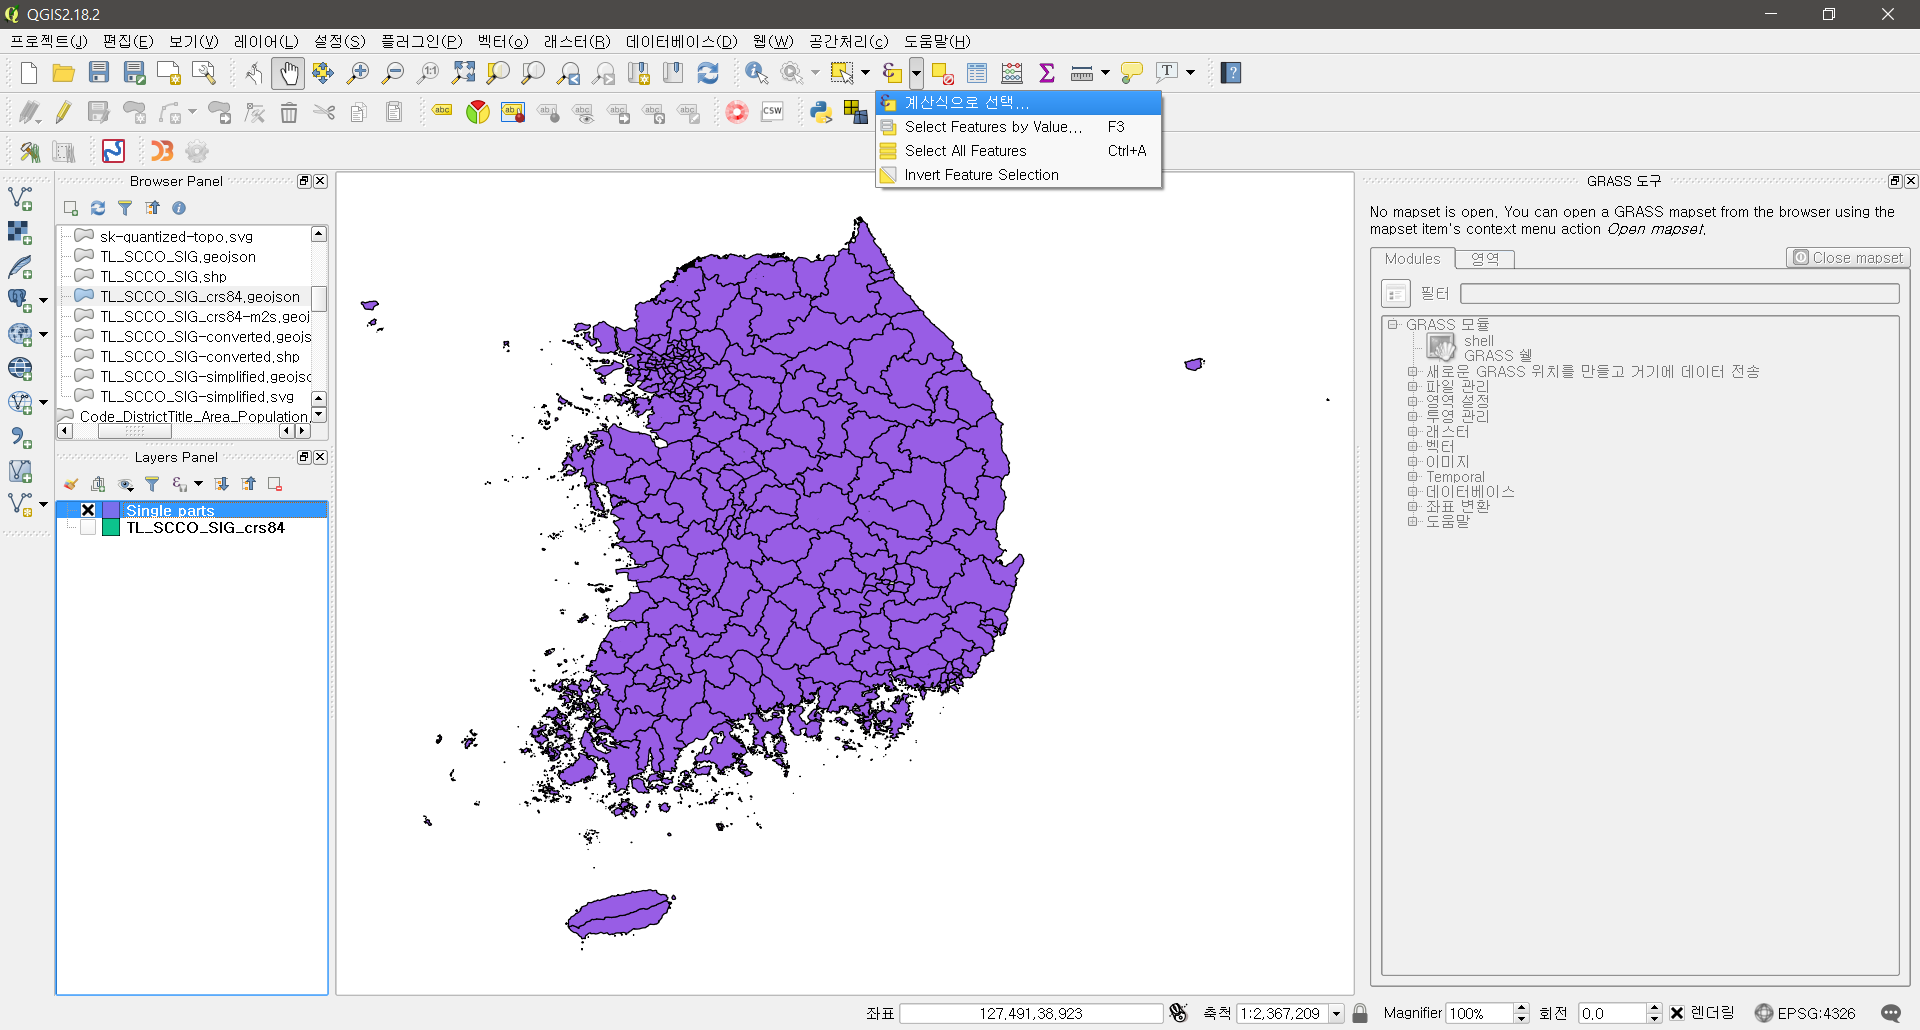 QGIS2.18.2
프로젝트(J) 편집(E) 보기(V) 레이어(L) 설정(S) 플러그인(P) 벡터(o) 래스터(R) 데이터베이스(D) 웹(W) 공간처리(c) 도움말(H)
계산식으로 선택...
Select Features by Value... F3
Select All Features Ctrl+A
Invert Feature Selection
Browser Panel
sk-quantized-topo.svg
TL_SCCO_SIG.geojson
TL_SCCO_SIG.shp
TL_SCCO_SIG_crs84.geojson
TL_SCCO_SIG_crs84-m2s.geoj
TL_SCCO_SIG-converted.geojs
TL_SCCO_SIG-converted.shp
TL_SCCO_SIG-simplified.geojsc
TL_SCCO_SIG-simplified.svg
Code_DistrictTitle_Area_Population.
Layers Panel
Single parts
TL_SCCO_SIG_crs84
GRASS 도구
No mapset is open. You can open a GRASS mapset from the browser using the
mapset item's context menu action Open mapset.
Modules 영역 Close mapset
필터
GRASS 모듈
shell
GRASS 쉘
새로운 GRASS 위치를 만들고 거기에 데이터 전송
파일 관리
영역 설정
투영 관리
래스터
벡터
이미지
Temporal
데이터베이스
좌표 변환
도움말
좌표 127.491,38.923 축척 1:2,367,209 Magnifier 100% 회전 0.0 렌더링 EPSG:4326